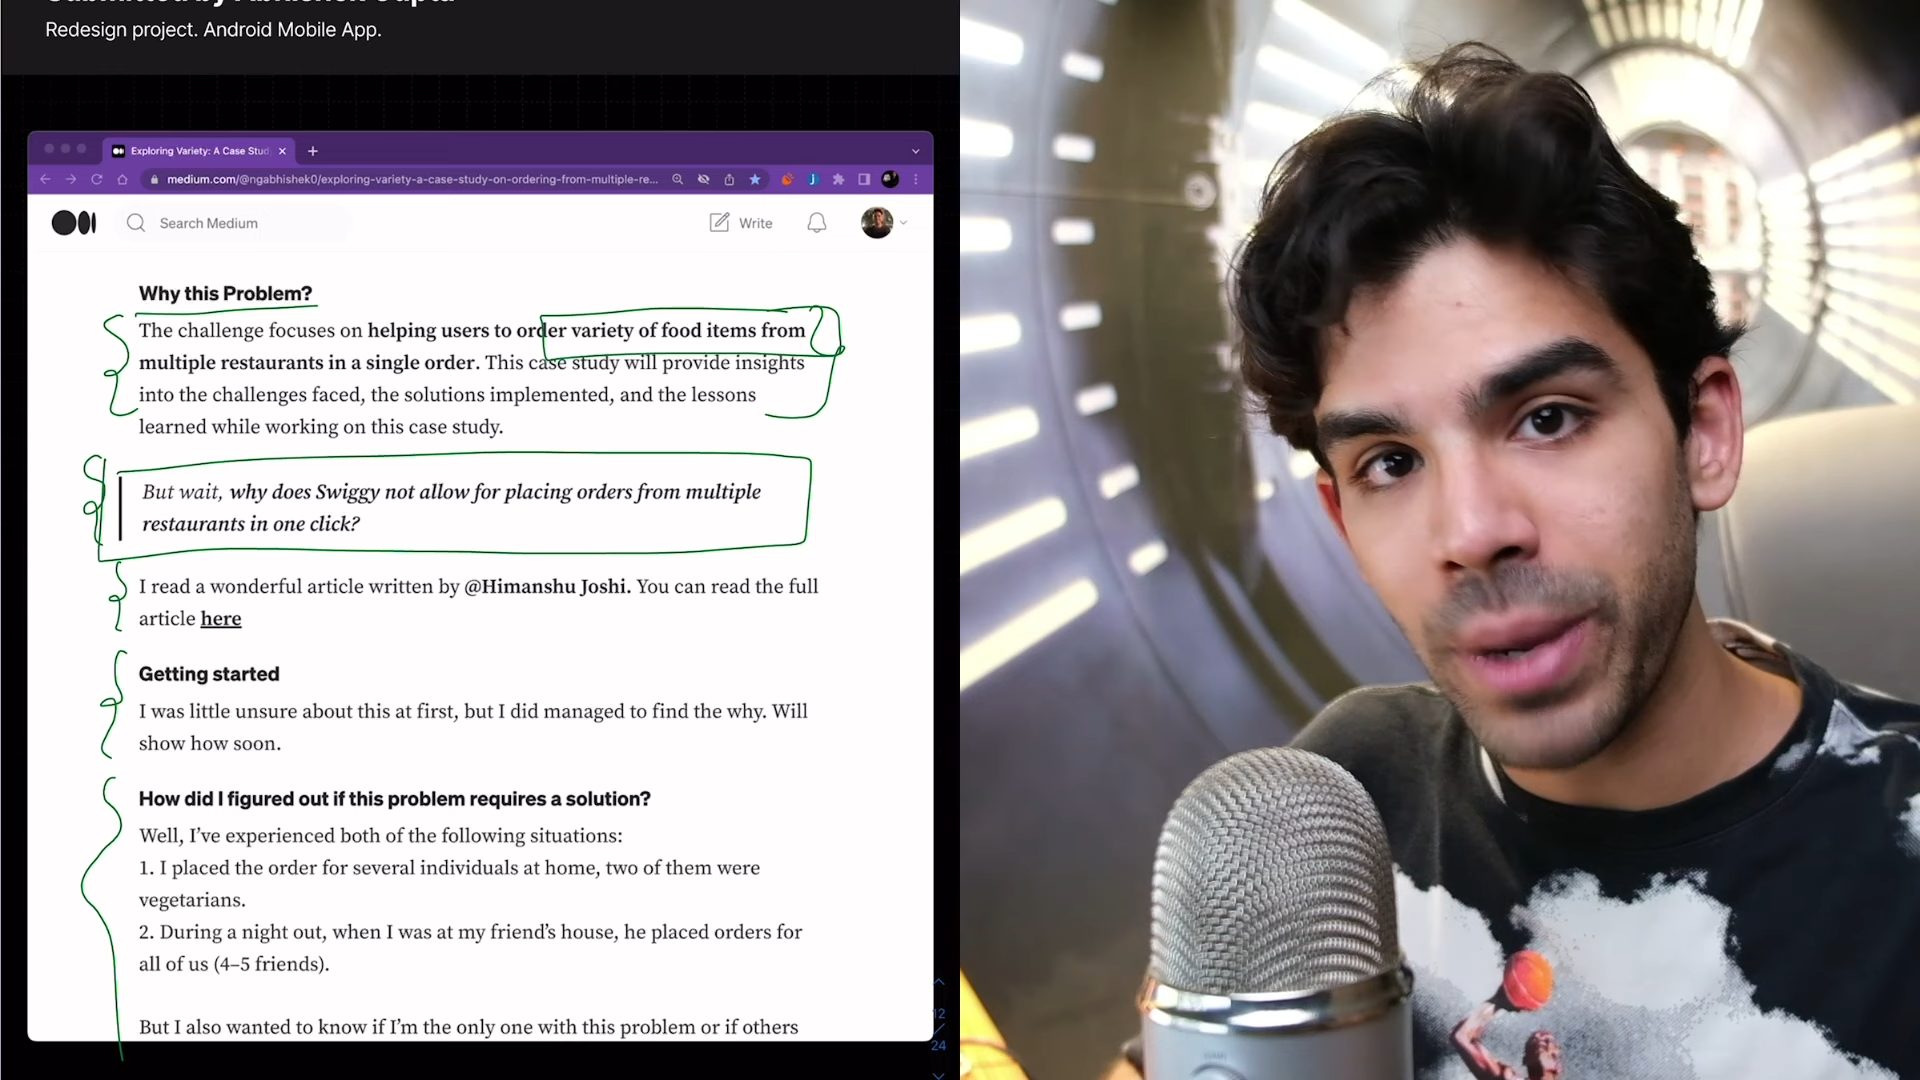 Submitted by Abhishek Gupta
Redesign project. Android Mobile App.
Exploring Variety: A Case Stud
medium.com/@ngabhishek0/exploring-variety-a-case-study-on-ordering-from-multiple-re...
Search Medium
Write
Why this Problem?
The challenge focuses on helping users to order variety of food items from
multiple restaurants in a single order. This case study will provide insights
into the challenges faced, the solutions implemented, and the lessons
learned while working on this case study.
But wait, why does Swiggy not allow for placing orders from multiple
restaurants in one click?
I read a wonderful article written by @Himanshu Joshi. You can read the full
article here
Getting started
I was little unsure about this at first, but I did managed to find the why. Will
show how soon.
How did I figured out if this problem requires a solution?
Well, I’ve experienced both of the following situations:
1. I placed the order for several individuals at home, two of them were
vegetarians.
2. During a night out, when I was at my friend’s house, he placed orders for
all of us (4–5 friends).
But I also wanted to know if I’m the only one with this problem or if others
12
24